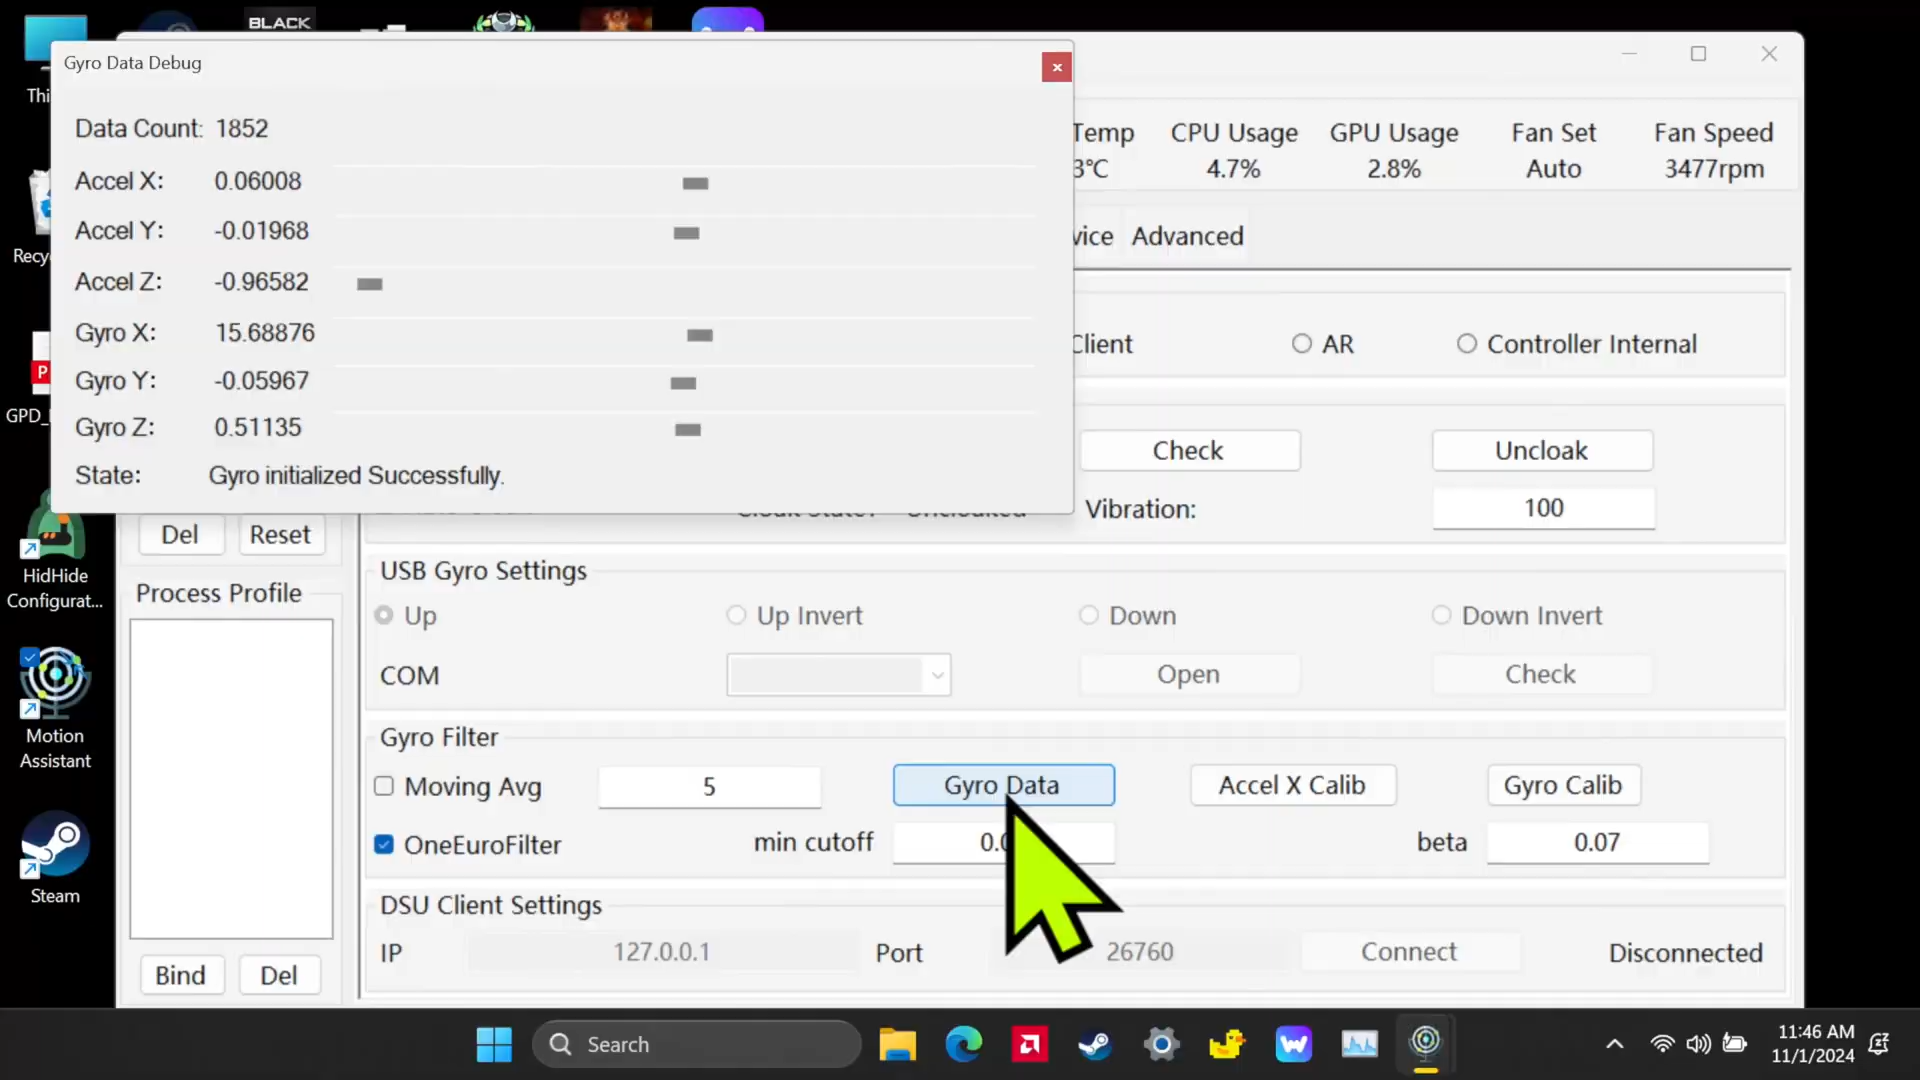 BLACK
Gyro Data Debug
Data Count: 1852
Accel X: 0.06008
Accel Y: -0.01968
Accel Z: -0.96582
Gyro X: 15.68876
Gyro Y: -0.05967
Gyro Z: 0.51135
State: Gyro initialized Successfully.
Temp CPU Usage GPU Usage Fan Set Fan Speed
3℃ 4.7% 2.8% Auto 3477rpm
vice Advanced
Client AR Controller Internal
Check Uncloak
Vibration: 100
Thi
Recy
GPD_
HidHide
Configurat...
Motion
Assistant
Steam
Del Reset
Process Profile
Bind Del
USB Gyro Settings
Up Up Invert Down Down Invert
COM Open Check
Gyro Filter
Moving Avg 5 Gyro Data Accel X Calib Gyro Calib
OneEuroFilter min cutoff 0.0 beta 0.07
DSU Client Settings
IP 127.0.0.1 Port 26760 Connect Disconnected
Search
11:46 AM
11/1/2024